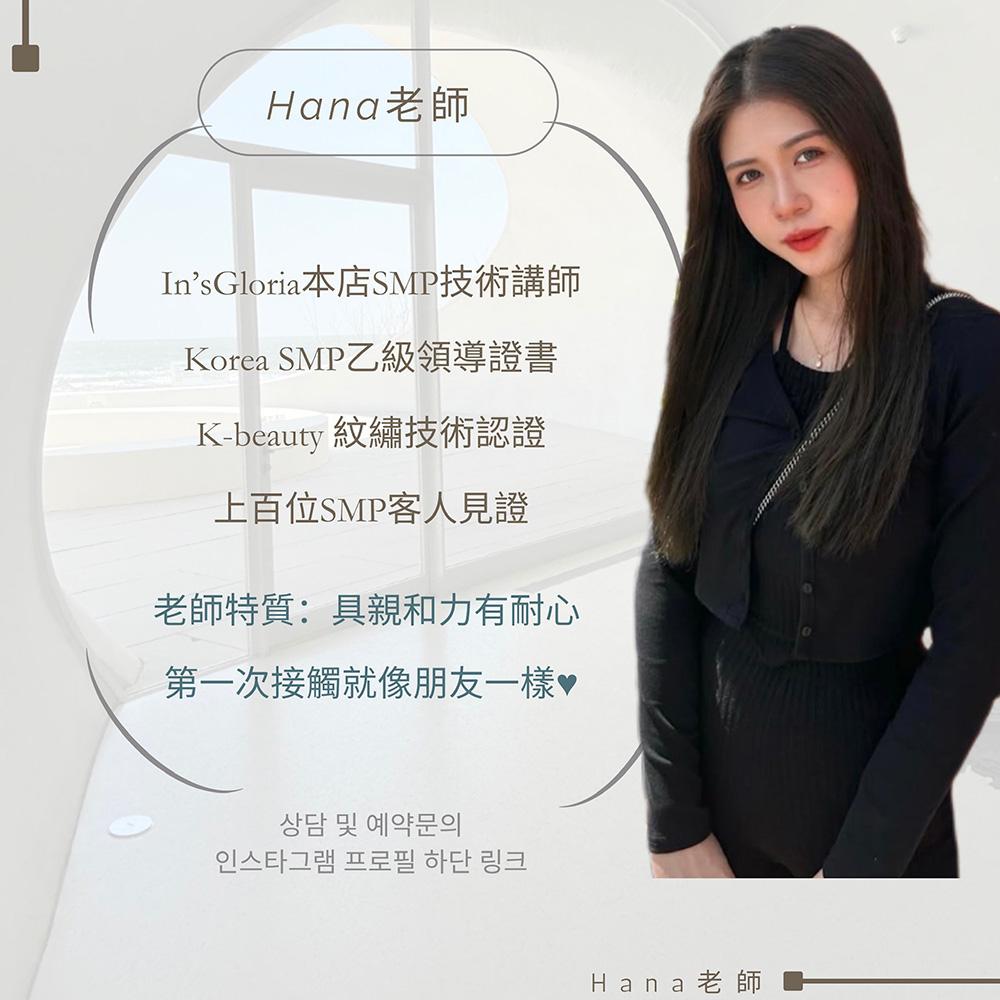 Hana老師
In’sGloria本店SMP技術講師
Korea SMP乙級領導證書
K-beauty 紋繡技術認證
上百位SMP客人見證
老師特質：具親和力有耐心
第一次接觸就像朋友一樣♥
상담 및 예약문의
인스타그램 프로필 하단 링크
Hana老師